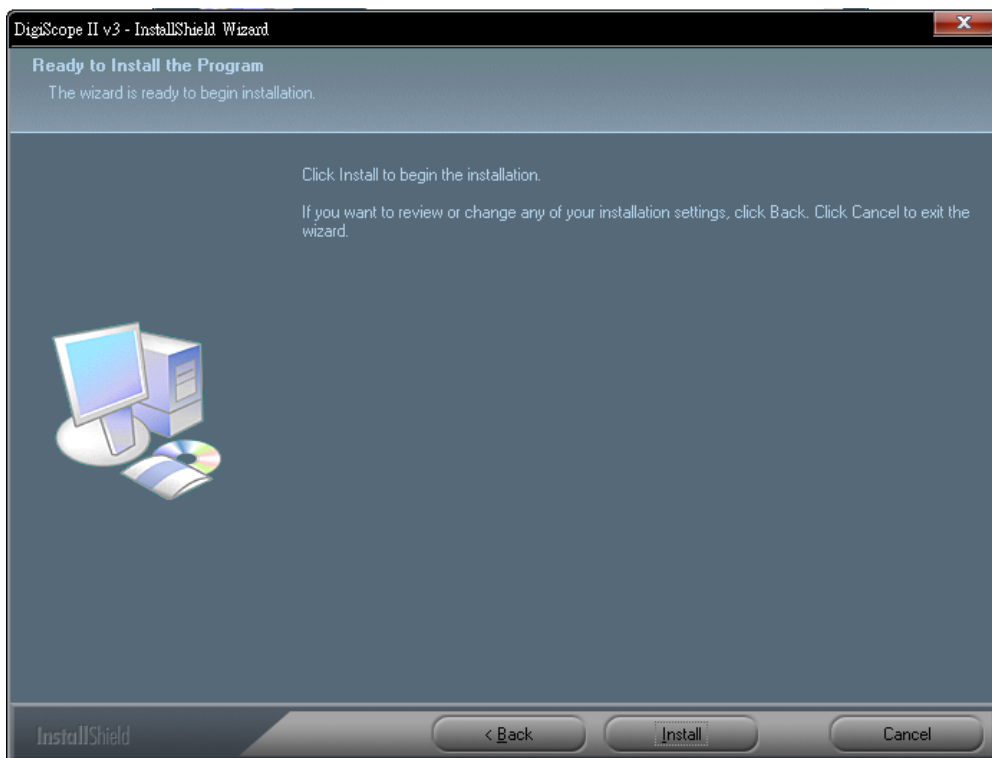 DigiScope II v3 - InstallShield Wizard
X
Ready to Install the Program
The wizard is ready to begin installation.
Click Install to begin the installation.
If you want to review or change any of your installation settings, click Back. Click Cancel to exit the
wizard.
InstallShield
< Back
Install
Cancel